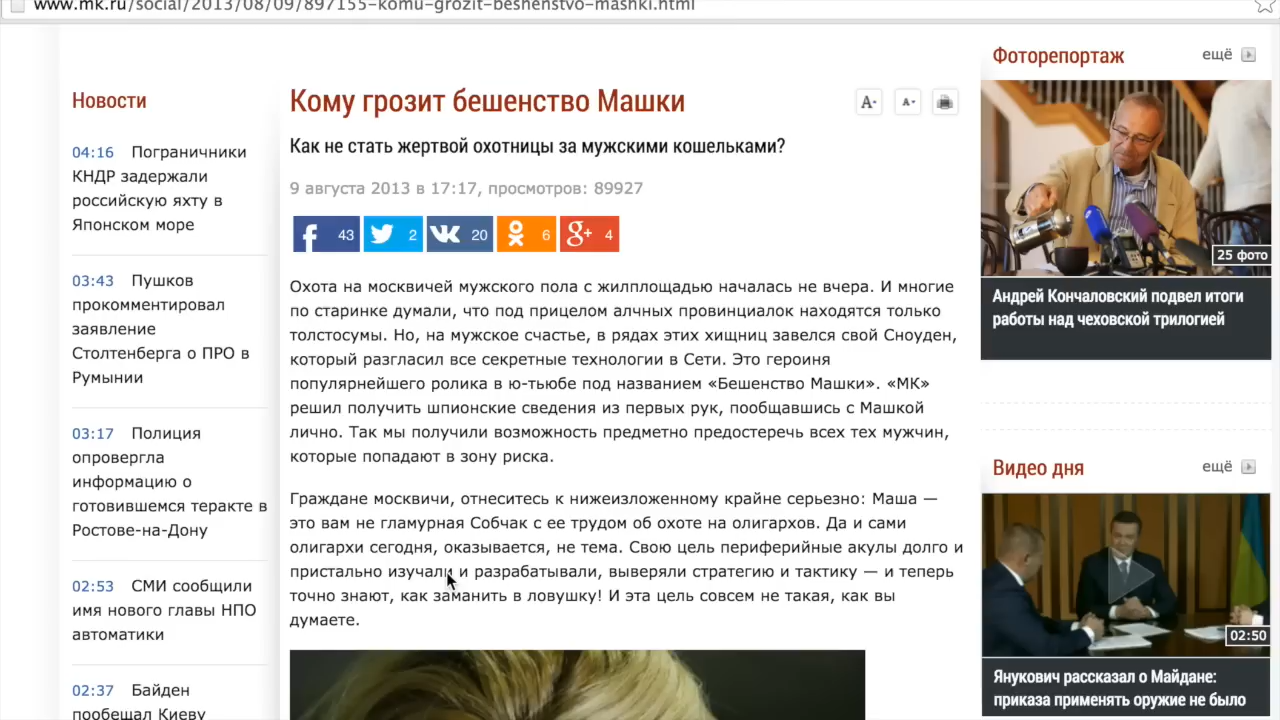 www.mk.ru/social/2013/08/09/897155-komu-grozit-beshenstvo-mashki.html
Новости
04:16 Пограничники
КНДР задержали
российскую яхту в
Японском море
03:43 Пушков
прокомментировал
заявление
Столтенберга о ПРО в
Румынии
03:17 Полиция
опровергла
информацию о
готовившемся теракте в
Ростове-на-Дону
02:53 СМИ сообщили
имя нового главы НПО
автоматики
02:37 Байден
пообещал Киеву
Кому грозит бешенство Машки
A+ A-
Как не стать жертвой охотницы за мужскими кошельками?
9 августа 2013 в 17:17, просмотров: 89927
43 2 20 6 g+ 4
Охота на москвичей мужского пола с жилплощадью началась не вчера. И многие
по старинке думали, что под прицелом алчных провинциалок находятся только
толстосумы. Но, на мужское счастье, в рядах этих хищниц завелся свой Сноуден,
который разгласил все секретные технологии в Сети. Это героиня
популярнейшего ролика в ю-тьюбе под названием «Бешенство Машки». «МК»
решил получить шпионские сведения из первых рук, пообщавшись с Машкой
лично. Так мы получили возможность предметно предостеречь всех тех мужчин,
которые попадают в зону риска.
Граждане москвичи, отнеситесь к нижеизложенному крайне серьезно: Маша —
это вам не гламурная Собчак с ее трудом об охоте на олигархов. Да и сами
олигархи сегодня, оказывается, не тема. Свою цель периферийные акулы долго и
пристально изучали и разрабатывали, выверяли стратегию и тактику — и теперь
точно знают, как заманить в ловушку! И эта цель совсем не такая, как вы
думаете.
Фоторепортаж ещё
25 фото
Андрей Кончаловский подвел итоги
работы над чеховской трилогией
Видео дня ещё
02:50
Янукович рассказал о Майдане:
приказа применять оружие не было